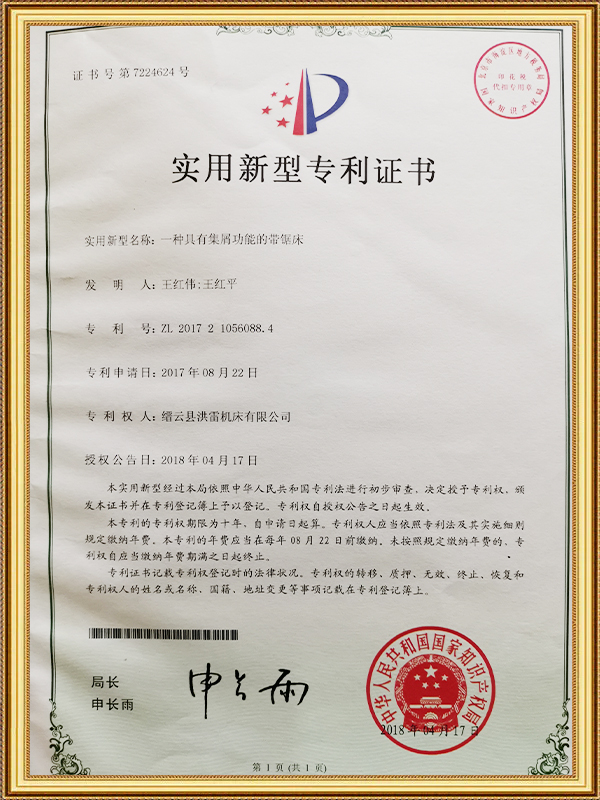 证书号第7224624号
印花税
代扣专用章
实用新型专利证书
实用新型名称：一种具有集屑功能的带锯床
发明人：王红伟;王红平
专利号：ZL 2017 2 1056088.4
专利申请日：2017年08月22日
专利权人：缙云县洪雷机床有限公司
授权公告日：2018年04月17日
本实用新型经过本局依照中华人民共和国专利法进行初步审查，决定授予专利权，颁
发本证书并在专利登记簿上予以登记。专利权自授权公告之日起生效。
本专利的专利权期限为十年，自申请日起算。专利权人应当依照专利法及其实施细则
规定缴纳年费。本专利的年费应当在每年08月22日前缴纳。未按照规定缴纳年费的，专
利权自应当缴纳年费期满之日起终止。
专利证书记载专利权登记时的法律状况。专利权的转移、质押、无效、终止、恢复和
专利权人的姓名或名称、国籍、地址变更等事项记载在专利登记簿上。
局长
申长雨
申长雨
中华人民共和国国家知识产权局
2018年04月17日
第1页（共1页）